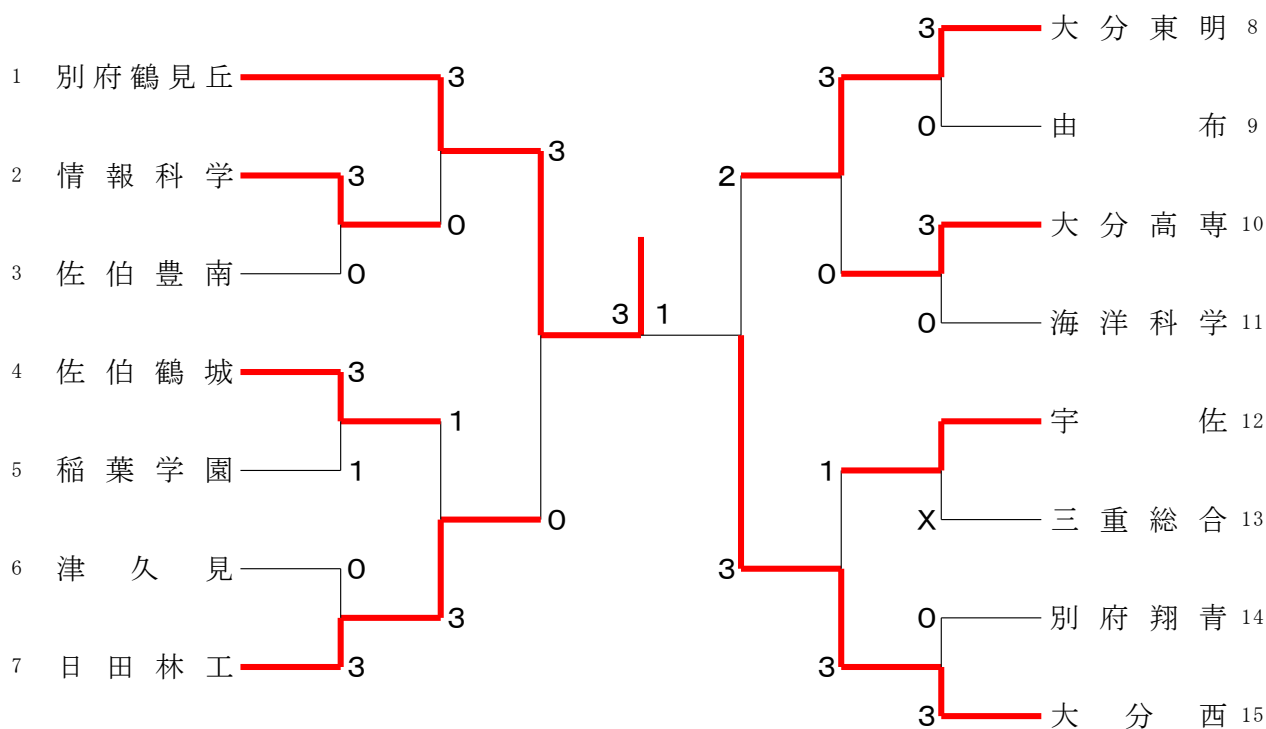 3 大分東明 8
1 別府鶴見丘 3
3
0 由布 9
3
2 情報科学 3
2
0
3 大分高専 10
3 佐伯豊南 0
0
3 1
0 海洋科学 11
4 佐伯鶴城 3
1
宇佐 12
5 稲葉学園 1
1
0
X 三重総合 13
6 津久見 0
3
3
0 別府翔青 14
7 日田林工 3
3
3 大分西 15